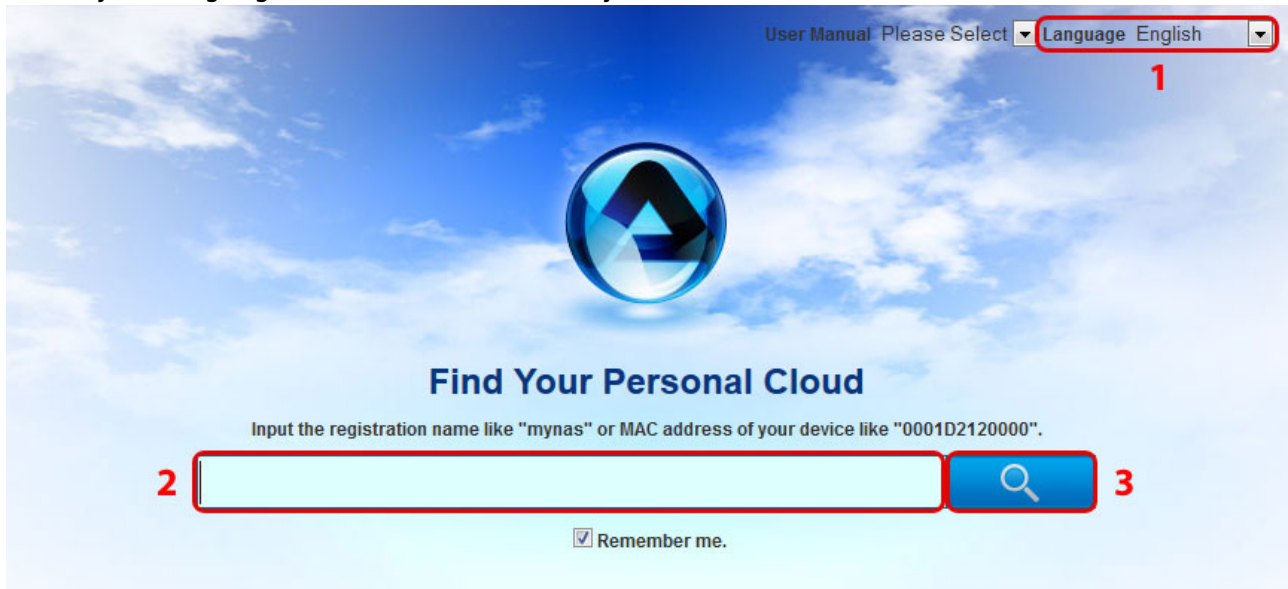 User Manual Please Select Language English
1
Find Your Personal Cloud
Input the registration name like "mynas" or MAC address of your device like "0001D2120000".
2 3
Remember me.